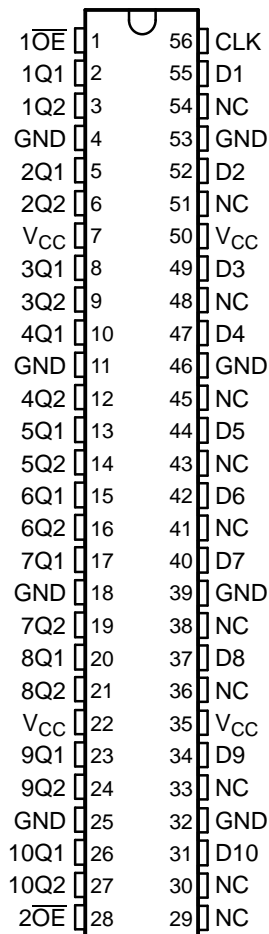 1O̅E̅ 1 56 CLK
1Q1 2 55 D1
1Q2 3 54 NC
GND 4 53 GND
2Q1 5 52 D2
2Q2 6 51 NC
VCC 7 50 VCC
3Q1 8 49 D3
3Q2 9 48 NC
4Q1 10 47 D4
GND 11 46 GND
4Q2 12 45 NC
5Q1 13 44 D5
5Q2 14 43 NC
6Q1 15 42 D6
6Q2 16 41 NC
7Q1 17 40 D7
GND 18 39 GND
7Q2 19 38 NC
8Q1 20 37 D8
8Q2 21 36 NC
VCC 22 35 VCC
9Q1 23 34 D9
9Q2 24 33 NC
GND 25 32 GND
10Q1 26 31 D10
10Q2 27 30 NC
2O̅E̅ 28 29 NC